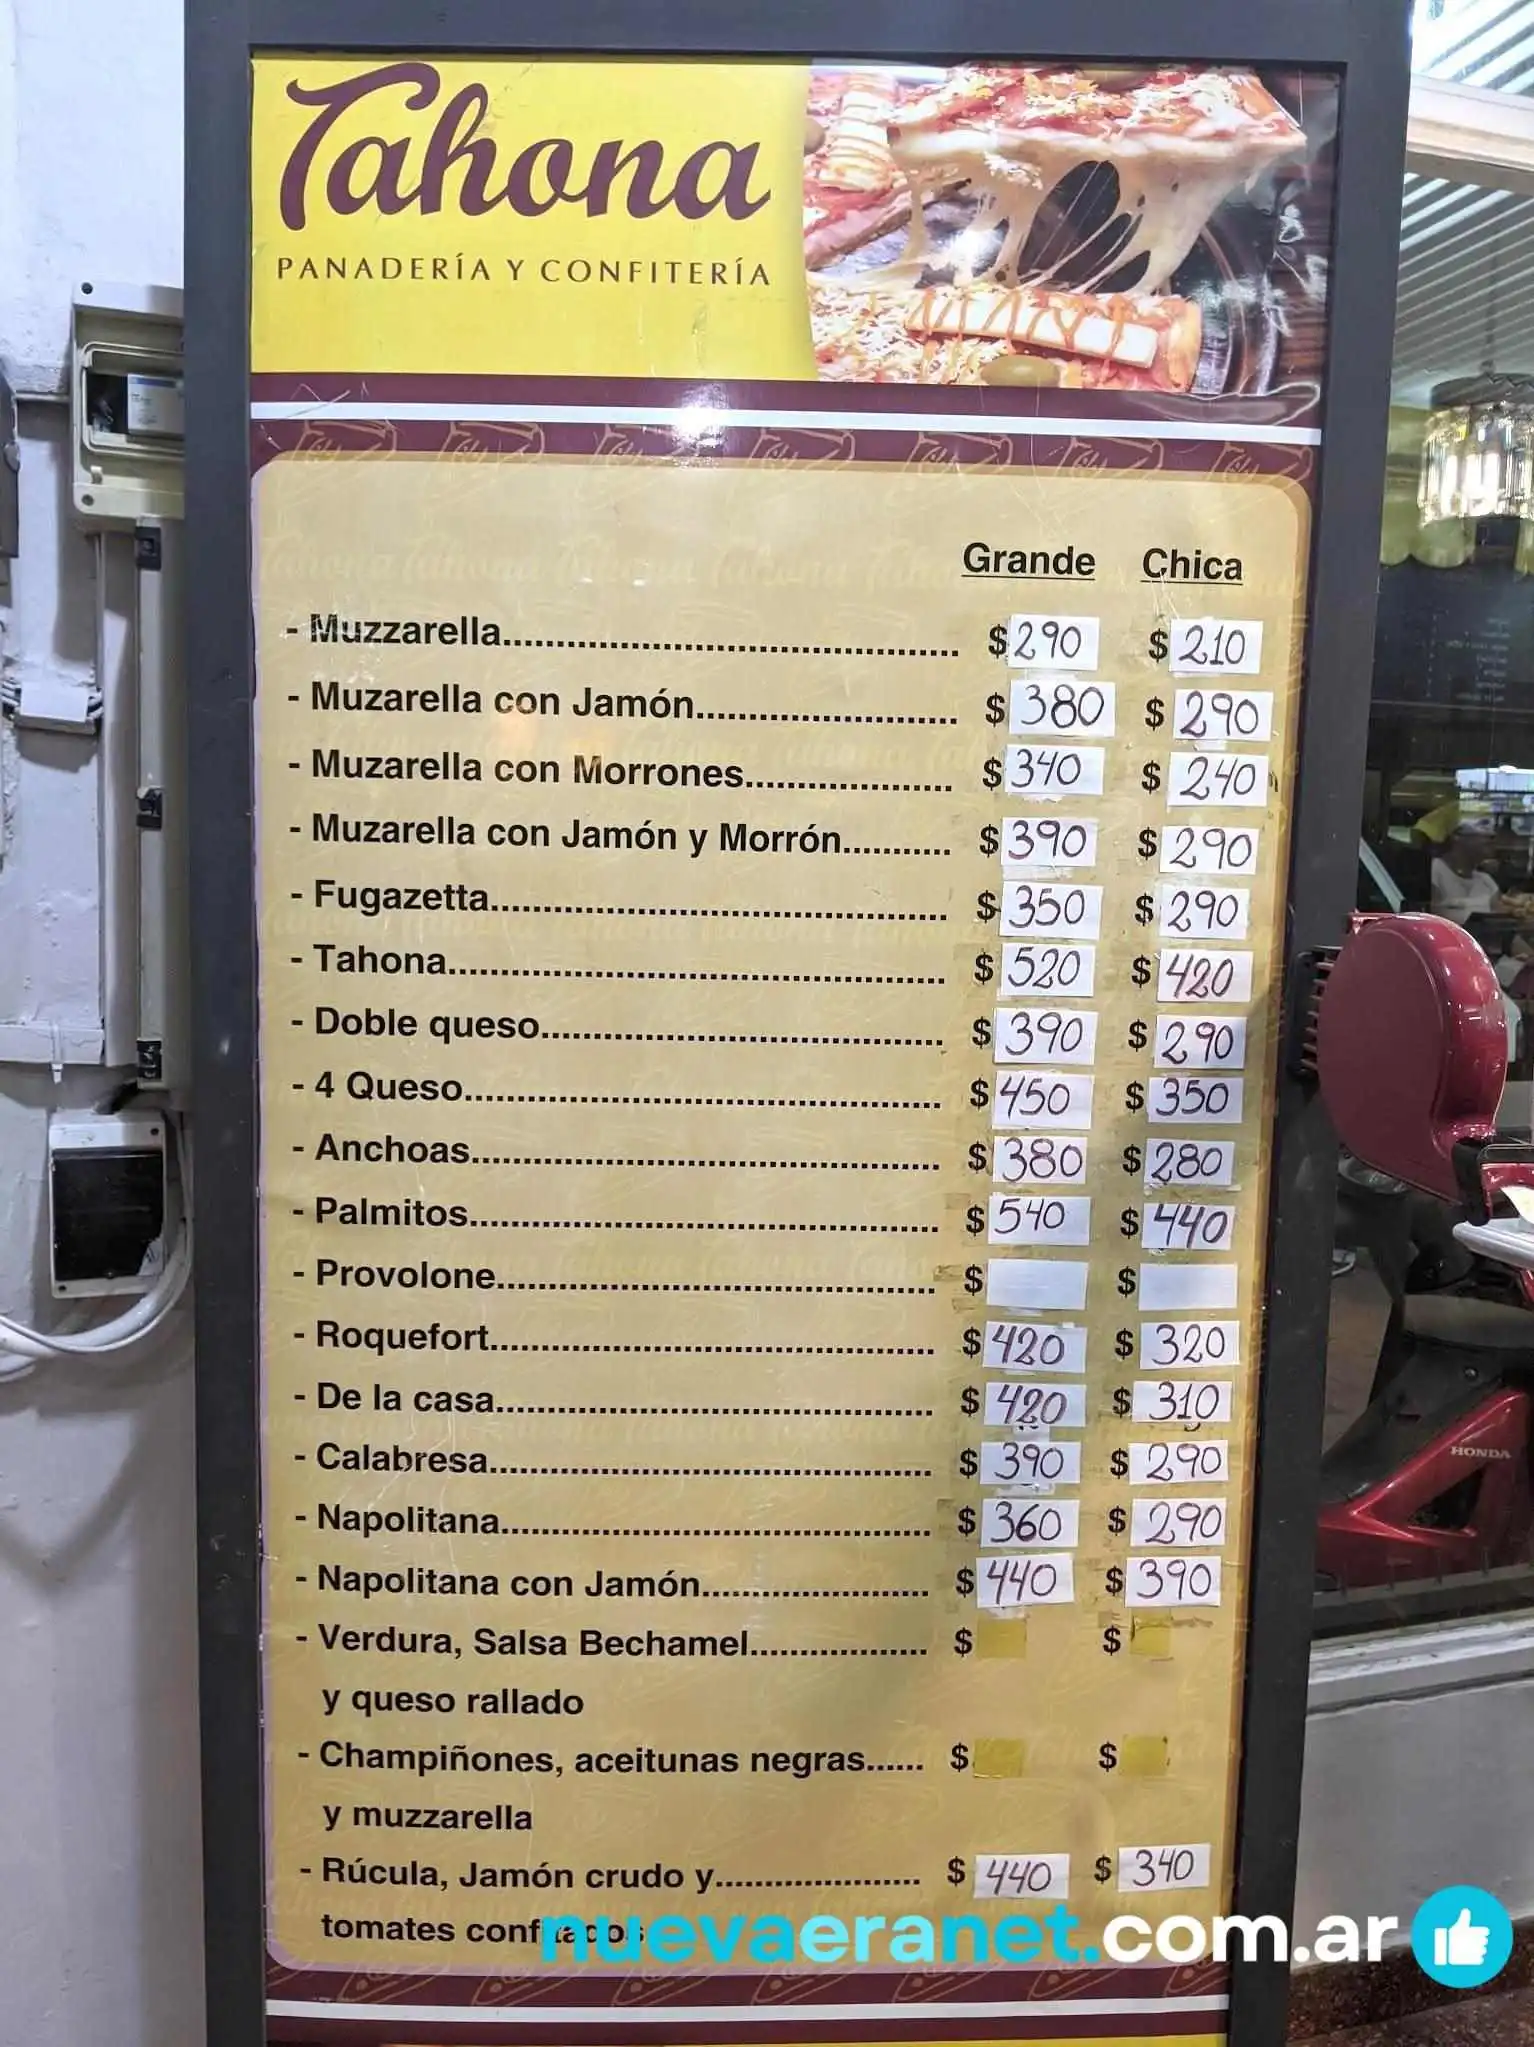 Tahona
PANADERÍA Y CONFITERÍA
Grande Chica
- Muzzarella.......................................... $ 290 $ 210
- Muzarella con Jamón......................... $ 380 $ 290
- Muzarella con Morrones.................... $ 340 $ 240
- Muzarella con Jamón y Morrón........... $ 390 $ 290
- Fugazetta........................................... $ 350 $ 290
- Tahona............................................... $ 520 $ 420
- Doble queso...................................... $ 390 $ 290
- 4 Queso............................................. $ 450 $ 350
- Anchoas............................................. $ 380 $ 280
- Palmitos............................................. $ 540 $ 440
- Provolone.......................................... $ $
- Roquefort.......................................... $ 420 $ 320
- De la casa.......................................... $ 420 $ 310
- Calabresa.......................................... $ 390 $ 290
- Napolitana......................................... $ 360 $ 290
- Napolitana con Jamón...................... $ 440 $ 390
- Verdura, Salsa Bechamel................. $ $
y queso rallado
- Champiñones, aceitunas negras...... $ $
y muzzarella
- Rúcula, Jamón crudo y.................... $ 440 $ 340
tomates confitados
nuevaeranet.com.ar
HONDA